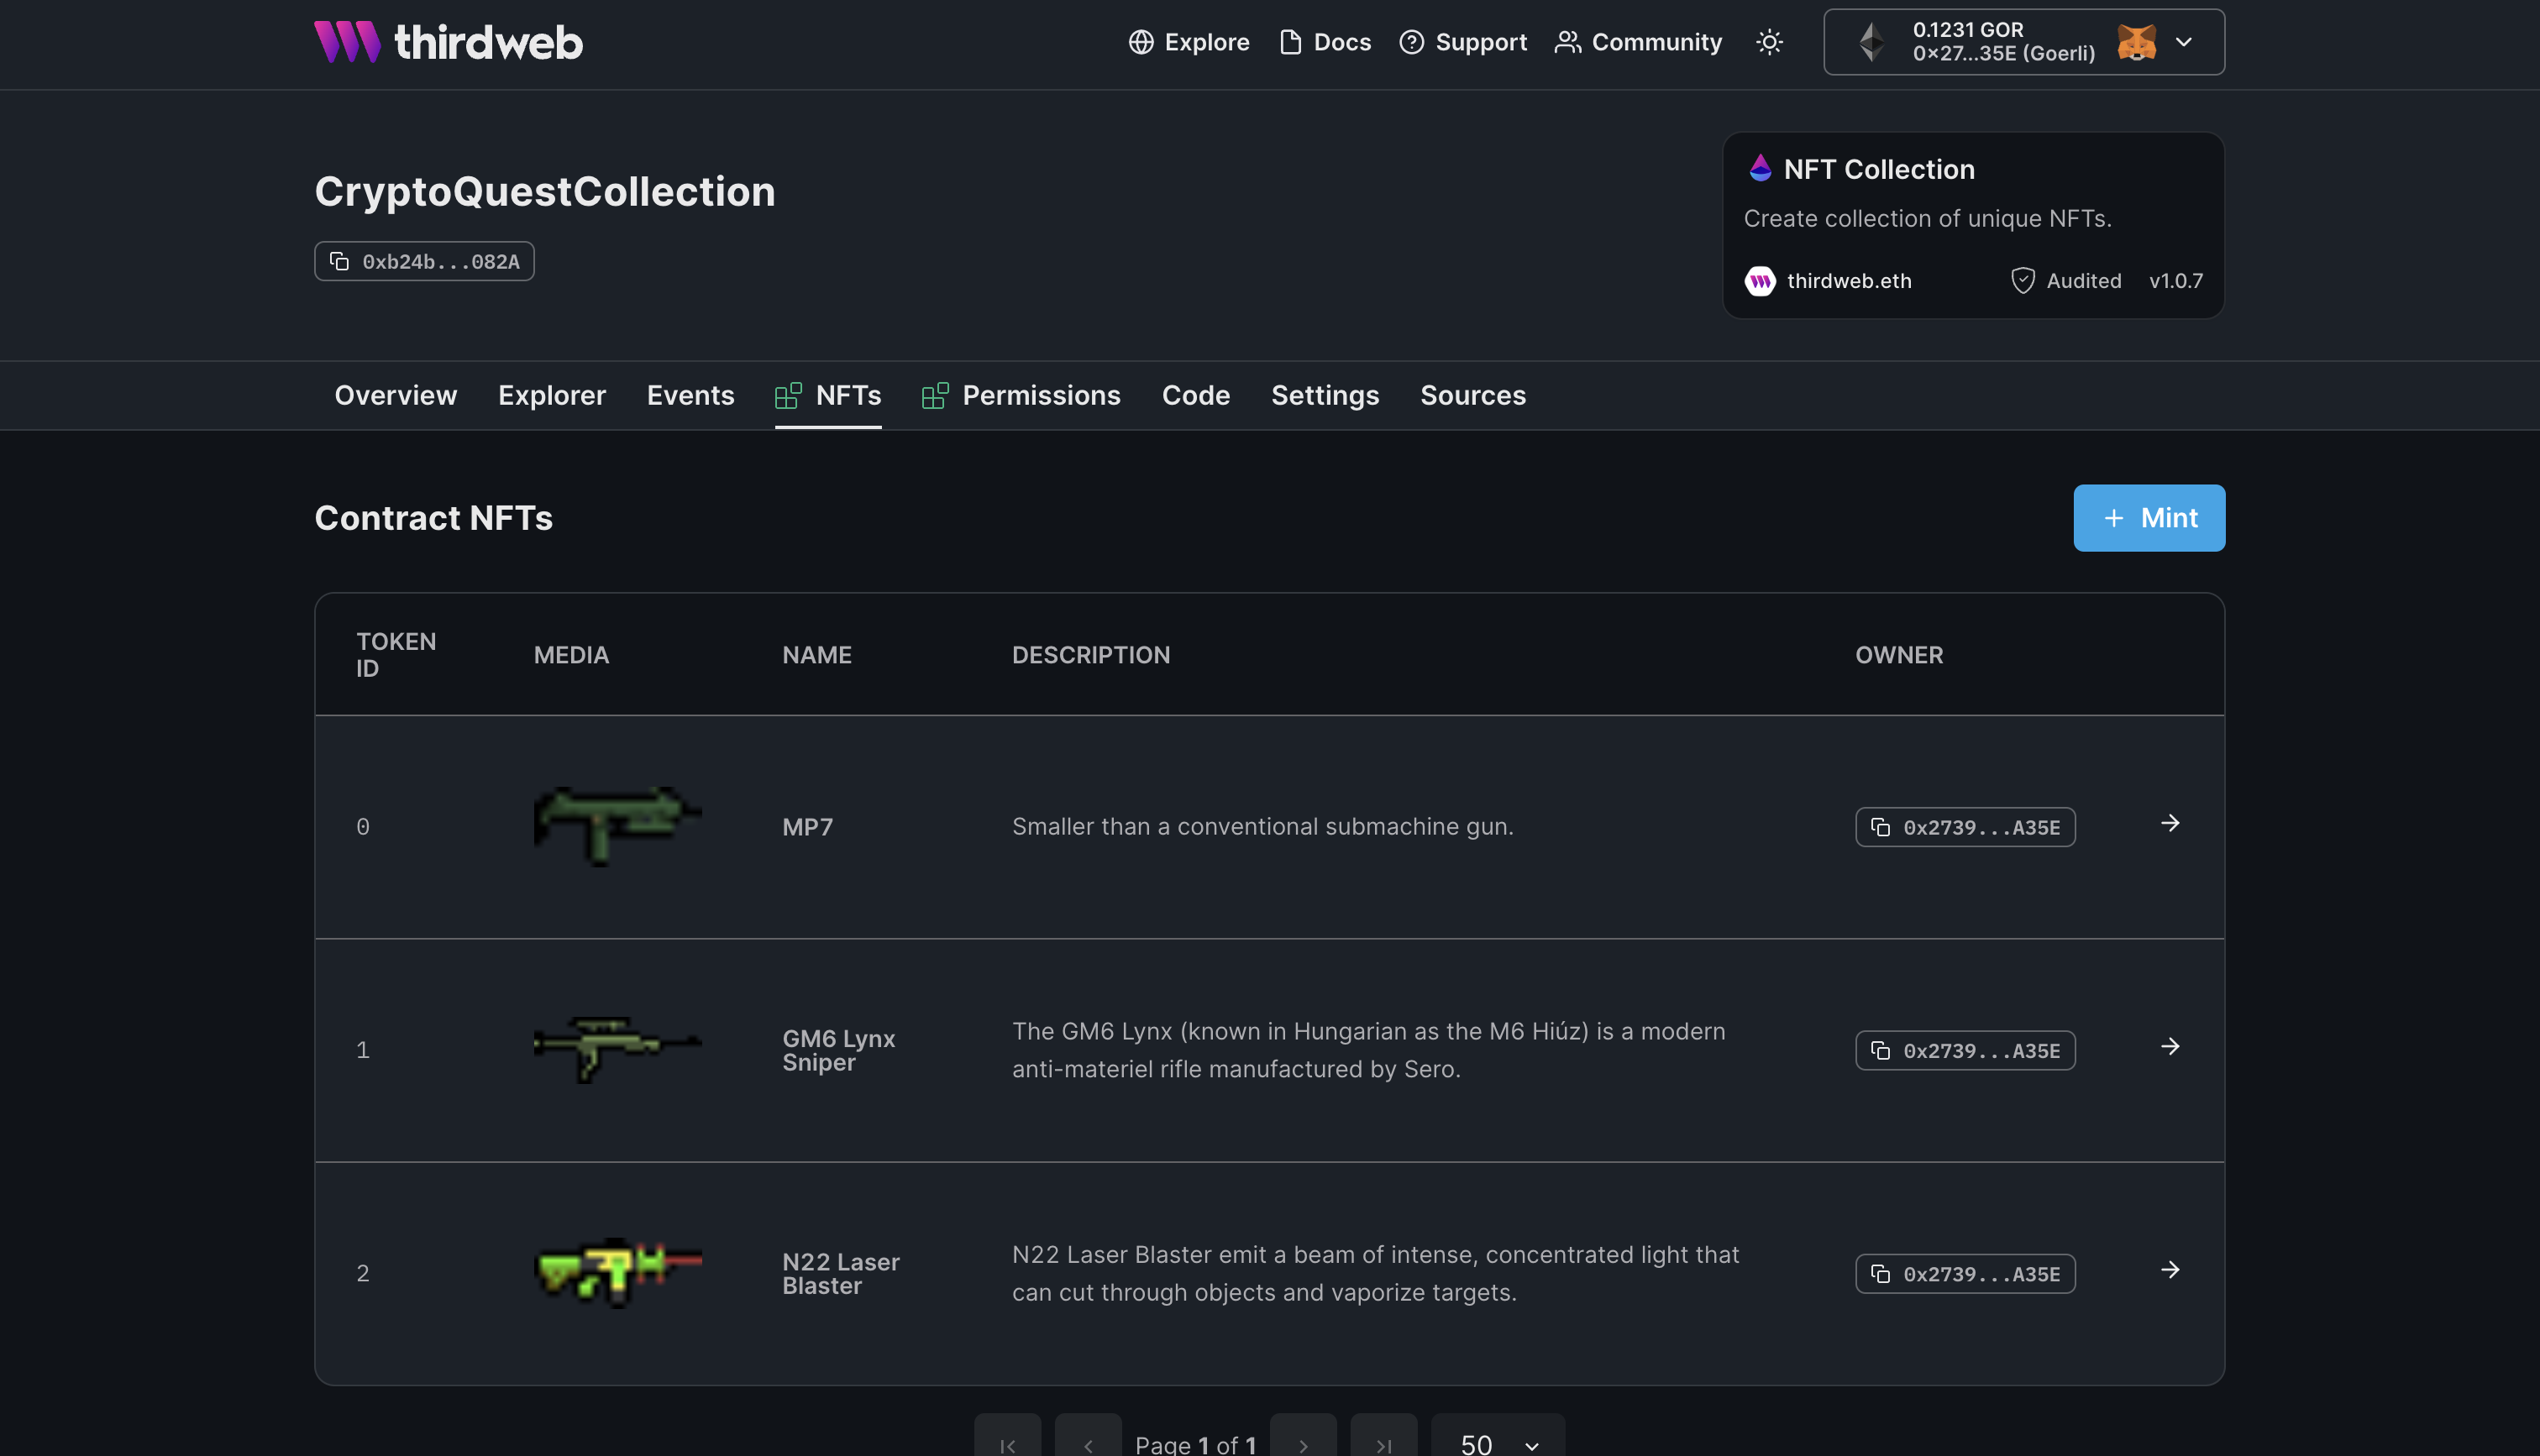 thirdweb
Explore
Docs
Support
Community
0.1231 GOR
0×27...35E (Goerli)
CryptoQuestCollection
0xb24b...082A
NFT Collection
Create collection of unique NFTs.
thirdweb.eth
Audited
v1.0.7
Overview
Explorer
Events
NFTs
Permissions
Code
Settings
Sources
Contract NFTs
+ Mint
TOKEN
ID
MEDIA
NAME
DESCRIPTION
OWNER
0
MP7
Smaller than a conventional submachine gun.
0x2739...A35E
1
GM6 Lynx
Sniper
The GM6 Lynx (known in Hungarian as the M6 Hiúz) is a modern
anti-materiel rifle manufactured by Sero.
0x2739...A35E
2
N22 Laser
Blaster
N22 Laser Blaster emit a beam of intense, concentrated light that
can cut through objects and vaporize targets.
0x2739...A35E
Page 1 of 1
50